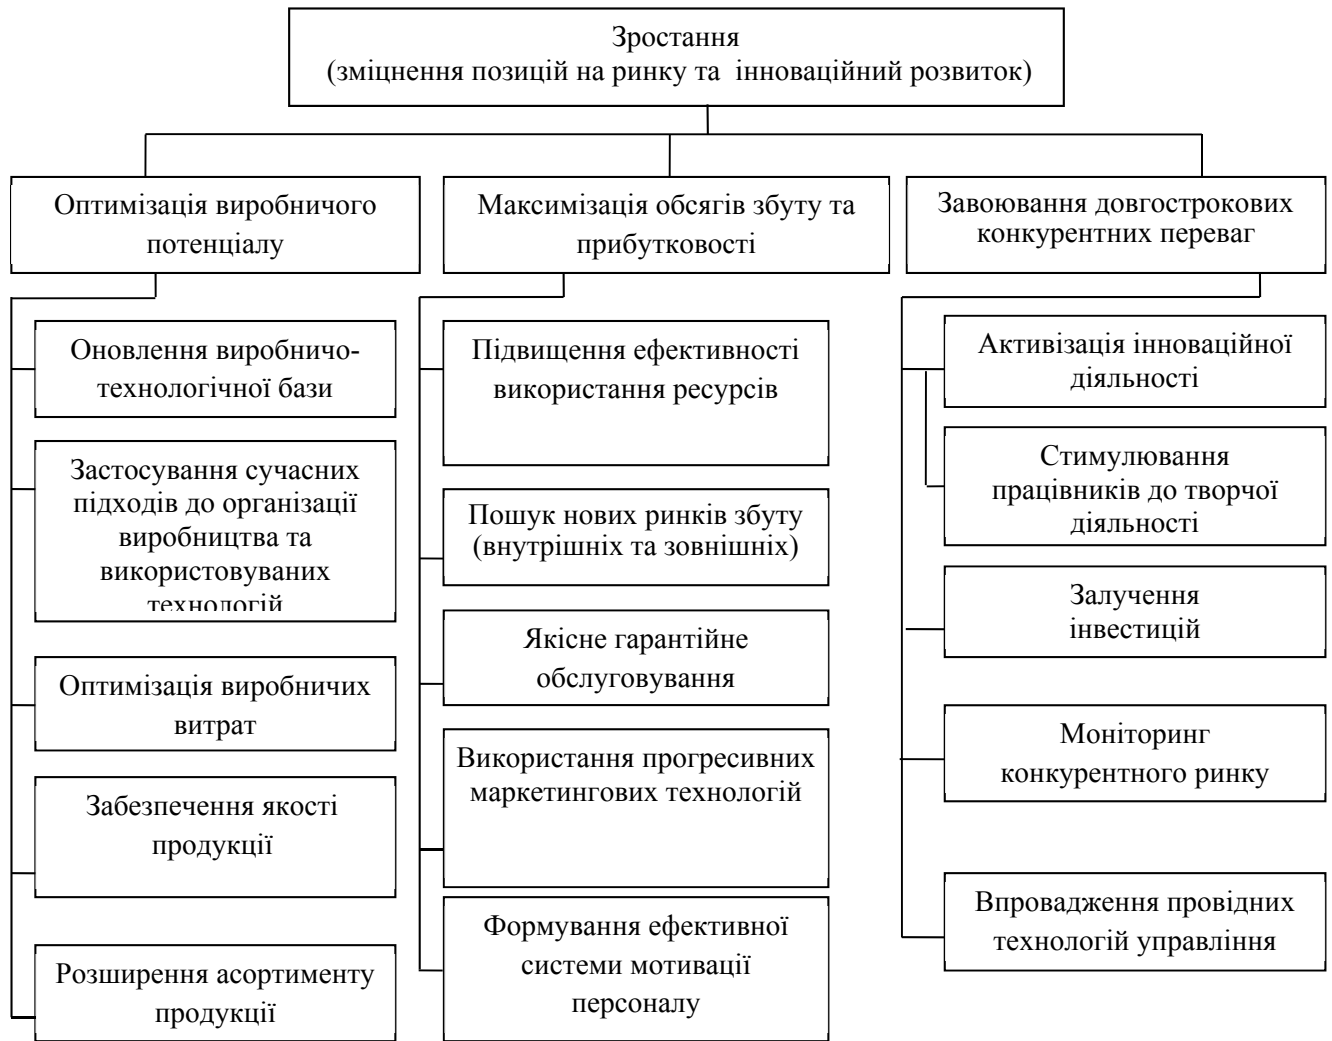 Зростання
(зміцнення позицій на ринку та інноваційний розвиток)
Оптимізація виробничого
потенціалу
Максимізація обсягів збуту та
прибутковості
Завоювання довгострокових
конкурентних переваг
Оновлення виробничо-
технологічної бази
Застосування сучасних
підходів до організації
виробництва та
використовуваних
технологій
Оптимізація виробничих
витрат
Забезпечення якості
продукції
Розширення асортименту
продукції
Підвищення ефективності
використання ресурсів
Пошук нових ринків збуту
(внутрішніх та зовнішніх)
Якісне гарантійне
обслуговування
Використання прогресивних
маркетингових технологій
Формування ефективної
системи мотивації
персоналу
Активізація інноваційної
діяльності
Стимулювання
працівників до творчої
діяльності
Залучення
інвестицій
Моніторинг
конкурентного ринку
Впровадження провідних
технологій управління